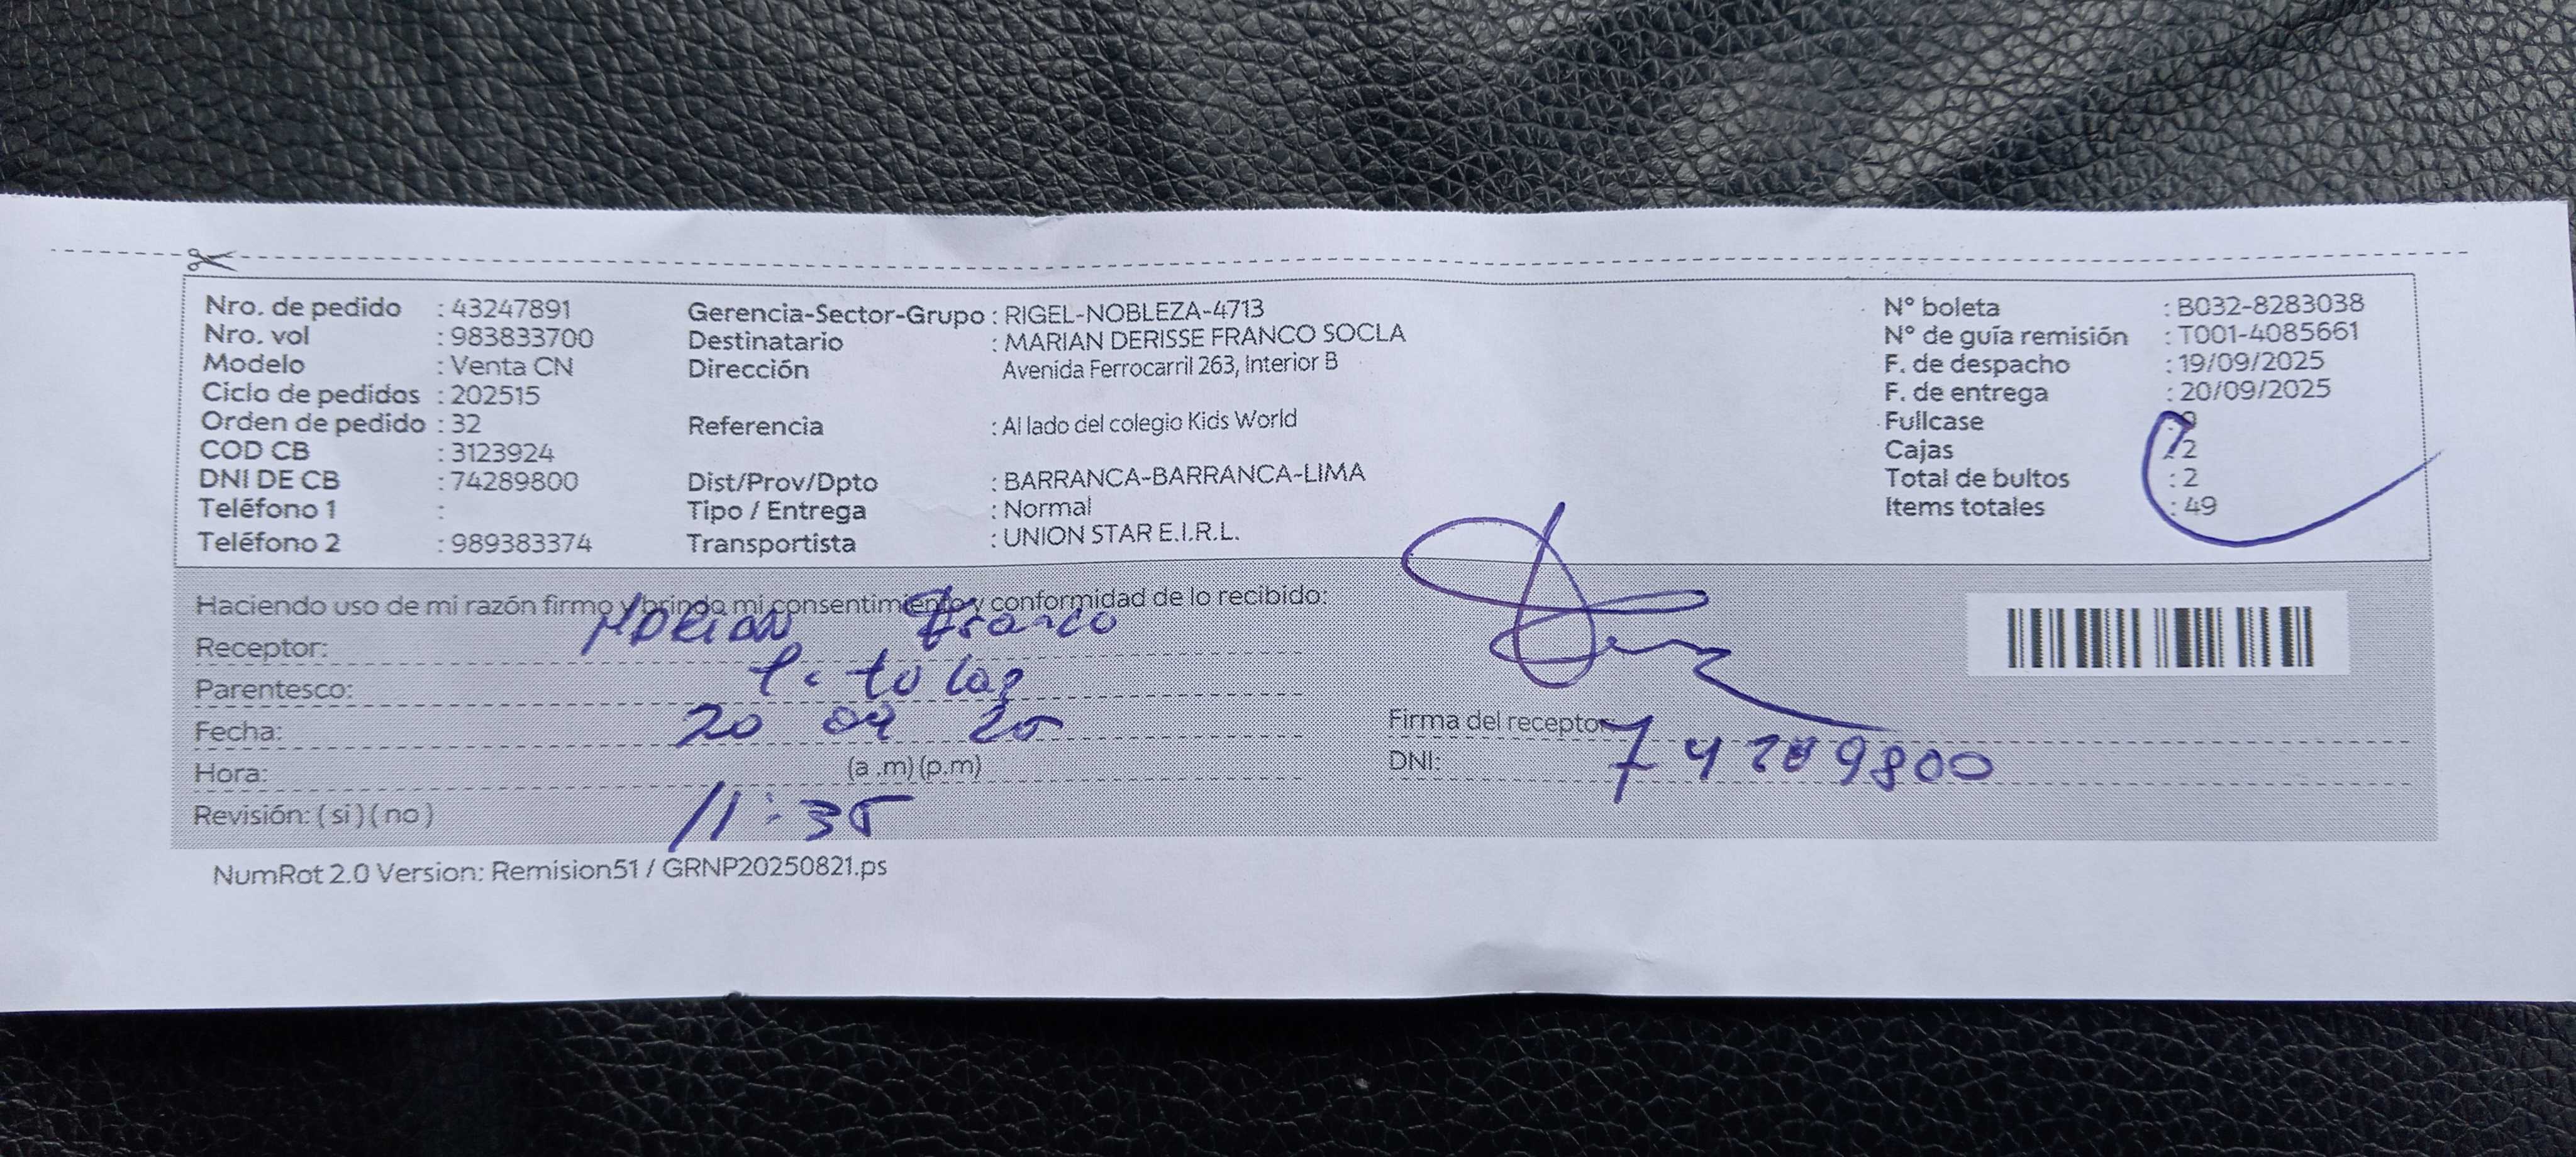 Nro. de pedido : 43247891
Nro. vol : 983833700
Modelo : Venta CN
Ciclo de pedidos : 202515
Orden de pedido : 32
COD CB : 3123924
DNI DE CB : 74289800
Teléfono 1 :
Teléfono 2 : 989383374
Gerencia-Sector-Grupo : RIGEL-NOBLEZA-4713
Destinatario : MARIAN DERISSE FRANCO SOCLA
Dirección Avenida Ferrocarril 263, Interior B
Referencia : Al lado del colegio Kids World
Dist/Prov/Dpto : BARRANCA-BARRANCA-LIMA
Tipo / Entrega : Normal
Transportista : UNION STAR E.I.R.L.
N° boleta : B032-8283038
N° de guía remisión : T001-4085661
F. de despacho : 19/09/2025
F. de entrega : 20/09/2025
Fullcase
Cajas : 2
Total de bultos : 2
Items totales : 49
Haciendo uso de mi razón firmo y brindo mi consentimiento y conformidad de lo recibido:
Receptor: Marian Franco
Parentesco: Titular
Fecha: 20 09 25
Hora: (a .m) (p.m)
Revisión: ( si ) ( no ) 11:35
Firma del receptor:
DNI: 74289800
NumRot 2.0 Version: Remision51 / GRNP20250821.ps